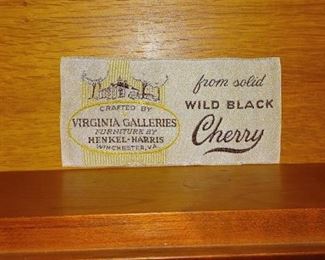 CRAFTED BY
VIRGINIA GALLERIES
FURNITURE BY
HENKEL-HARRIS
WINCHESTER, VA.
from solid
WILD BLACK
Cherry